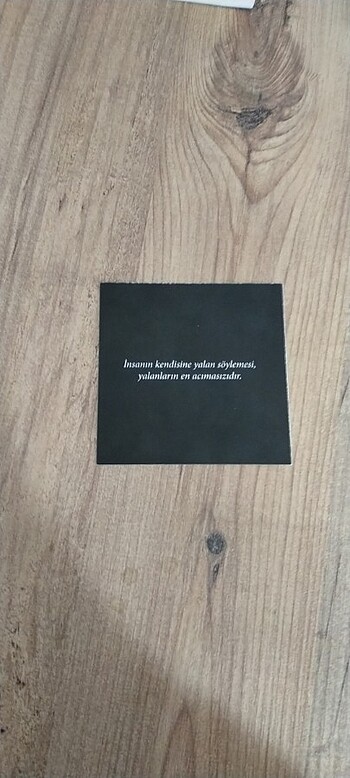 İnsanın kendisine yalan söylemesi,
yalanların en acımasızıdır.